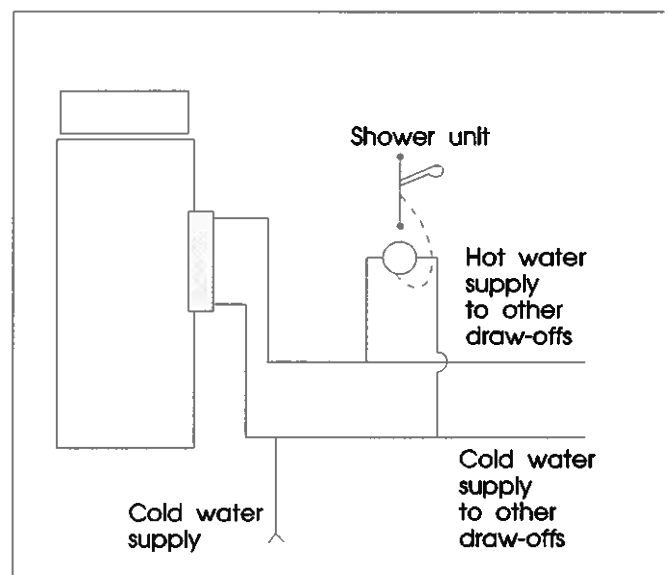 Shower unit
Hot water
supply
to other
draw-offs
Cold water
supply
to other
draw-offs
Cold water
supply